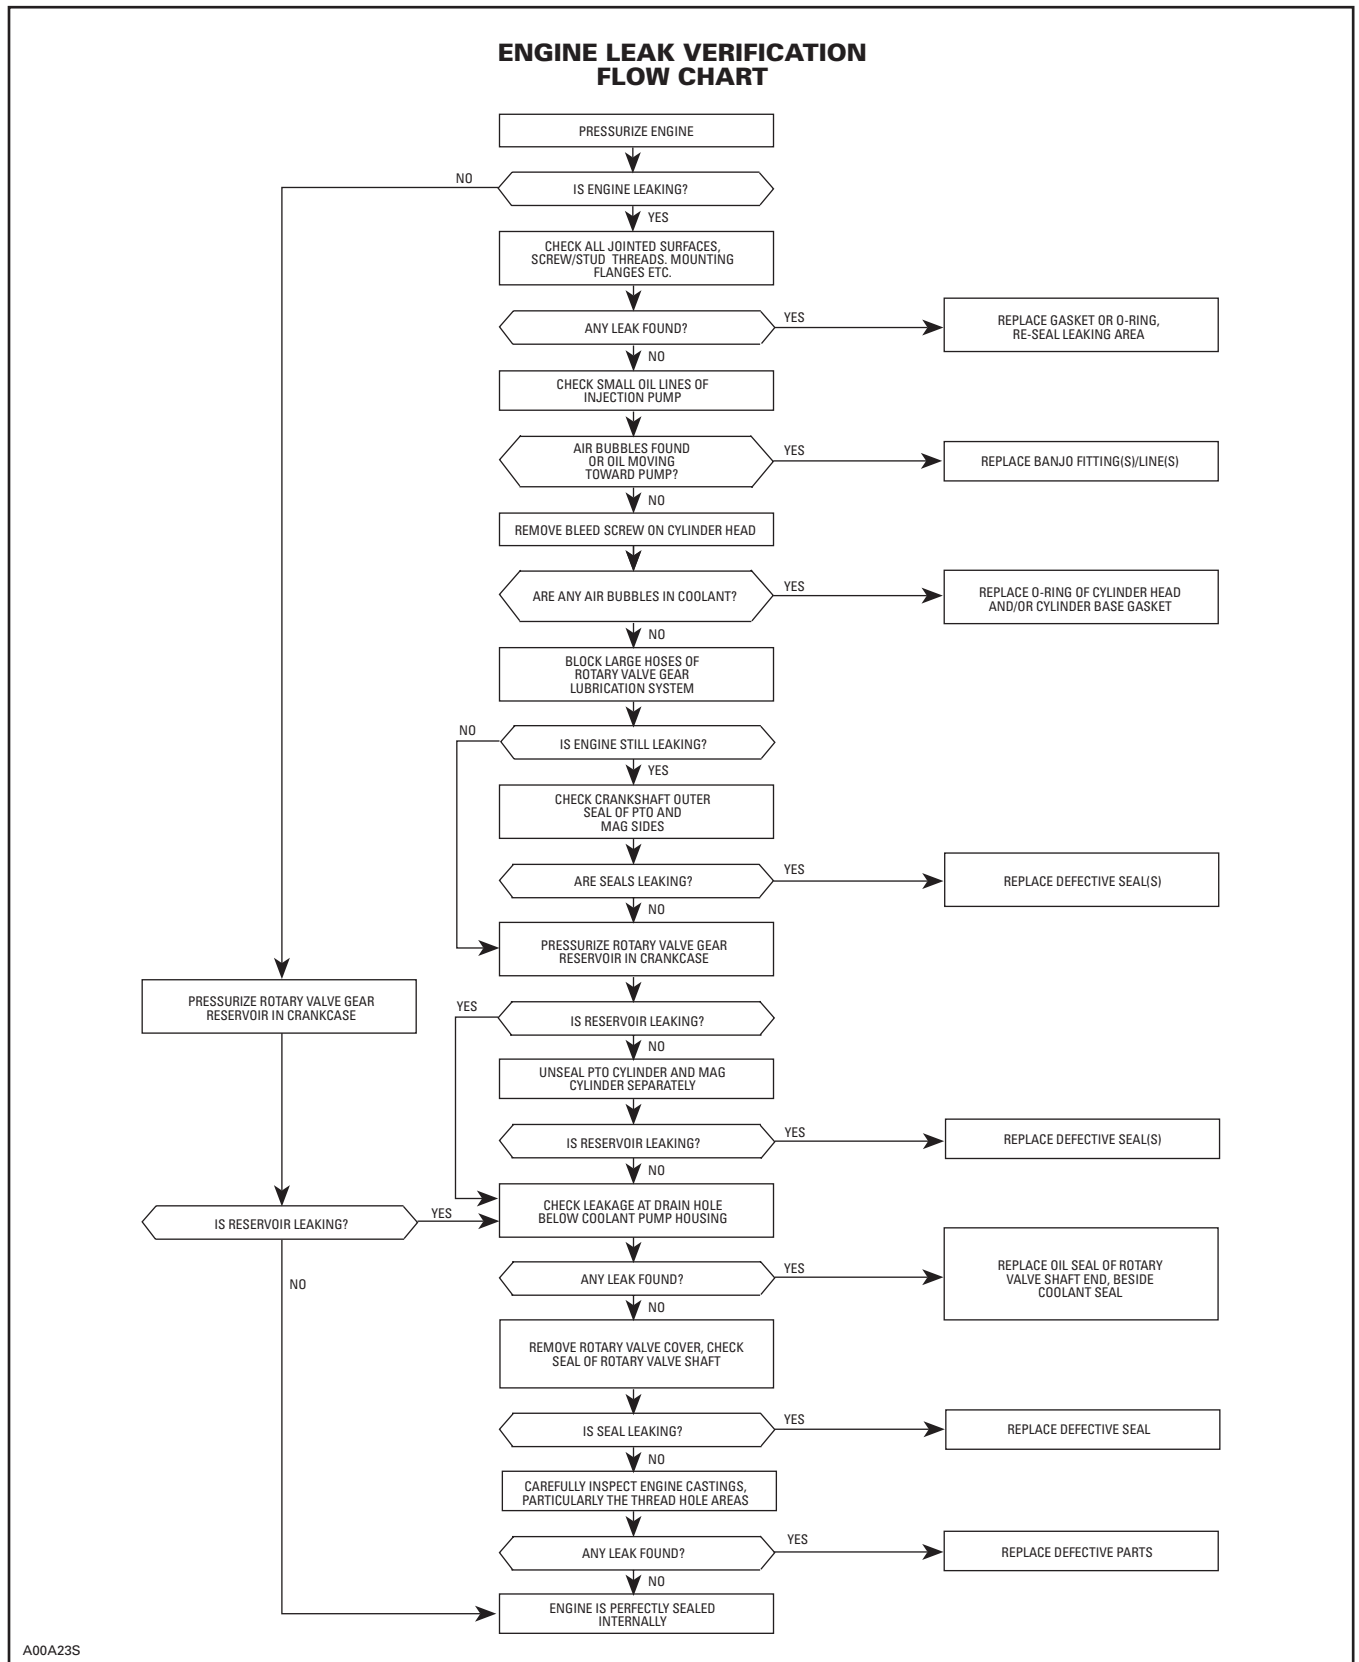 ENGINE LEAK VERIFICATION
FLOW CHART
PRESSURIZE ENGINE
NO
IS ENGINE LEAKING?
YES
CHECK ALL JOINTED SURFACES,
SCREW/STUD THREADS. MOUNTING
FLANGES ETC.
ANY LEAK FOUND?
YES
REPLACE GASKET OR O-RING,
RE-SEAL LEAKING AREA
NO
CHECK SMALL OIL LINES OF
INJECTION PUMP
AIR BUBBLES FOUND
OR OIL MOVING
TOWARD PUMP?
YES
REPLACE BANJO FITTING(S)/LINE(S)
NO
REMOVE BLEED SCREW ON CYLINDER HEAD
ARE ANY AIR BUBBLES IN COOLANT?
YES
REPLACE O-RING OF CYLINDER HEAD
AND/OR CYLINDER BASE GASKET
NO
BLOCK LARGE HOSES OF
ROTARY VALVE GEAR
LUBRICATION SYSTEM
NO
IS ENGINE STILL LEAKING?
YES
CHECK CRANKSHAFT OUTER
SEAL OF PTO AND
MAG SIDES
ARE SEALS LEAKING?
YES
REPLACE DEFECTIVE SEAL(S)
NO
PRESSURIZE ROTARY VALVE GEAR
RESERVOIR IN CRANKCASE
PRESSURIZE ROTARY VALVE GEAR
RESERVOIR IN CRANKCASE
YES
IS RESERVOIR LEAKING?
NO
UNSEAL PTO CYLINDER AND MAG
CYLINDER SEPARATELY
IS RESERVOIR LEAKING?
YES
REPLACE DEFECTIVE SEAL(S)
NO
CHECK LEAKAGE AT DRAIN HOLE
BELOW COOLANT PUMP HOUSING
IS RESERVOIR LEAKING?
YES
NO
ANY LEAK FOUND?
YES
REPLACE OIL SEAL OF ROTARY
VALVE SHAFT END, BESIDE
COOLANT SEAL
NO
REMOVE ROTARY VALVE COVER, CHECK
SEAL OF ROTARY VALVE SHAFT
IS SEAL LEAKING?
YES
REPLACE DEFECTIVE SEAL
NO
CAREFULLY INSPECT ENGINE CASTINGS,
PARTICULARLY THE THREAD HOLE AREAS
ANY LEAK FOUND?
YES
REPLACE DEFECTIVE PARTS
NO
ENGINE IS PERFECTLY SEALED
INTERNALLY
A00A23S